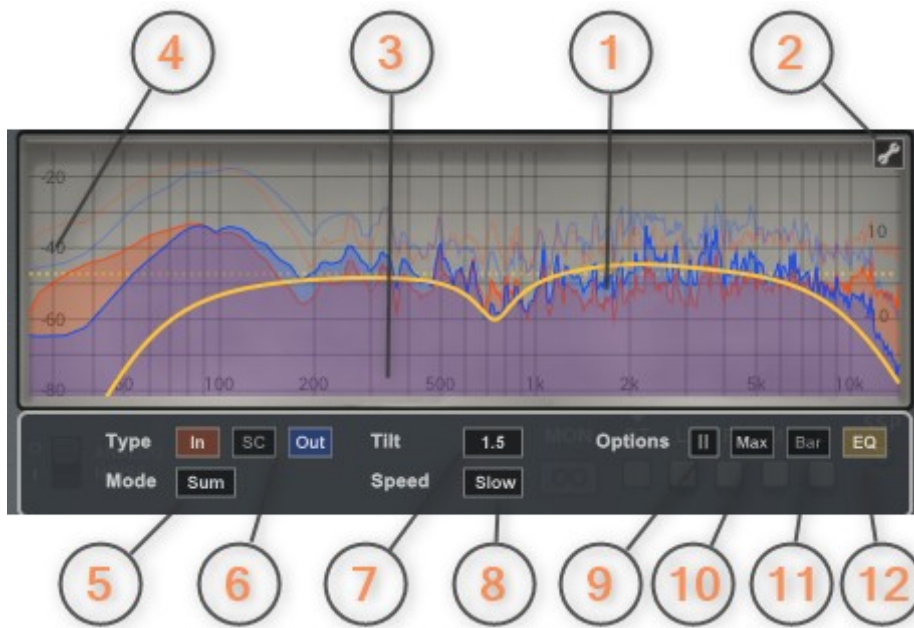 4 3 1 2
-20
-40
10
-60
0
-80
50 100 200 500 1k 2k 5k 10k
Type In SC Out Tilt 1.5 Options II Max Bar EQ
Mode Sum Speed Slow
MON
5 6 7 8 9 10 11 12